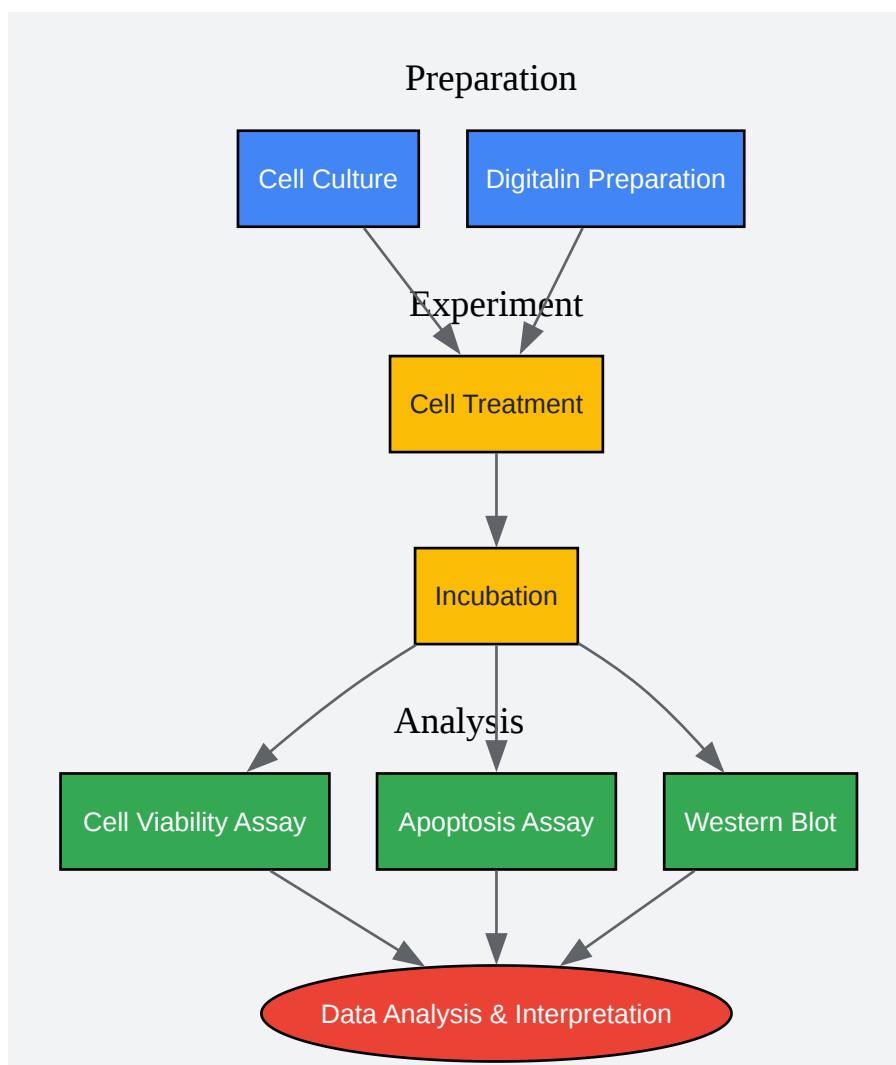 Preparation
Cell Culture
Digitalin Preparation
Experiment
Cell Treatment
Incubation
Analysis
Cell Viability Assay
Apoptosis Assay
Western Blot
Data Analysis & Interpretation